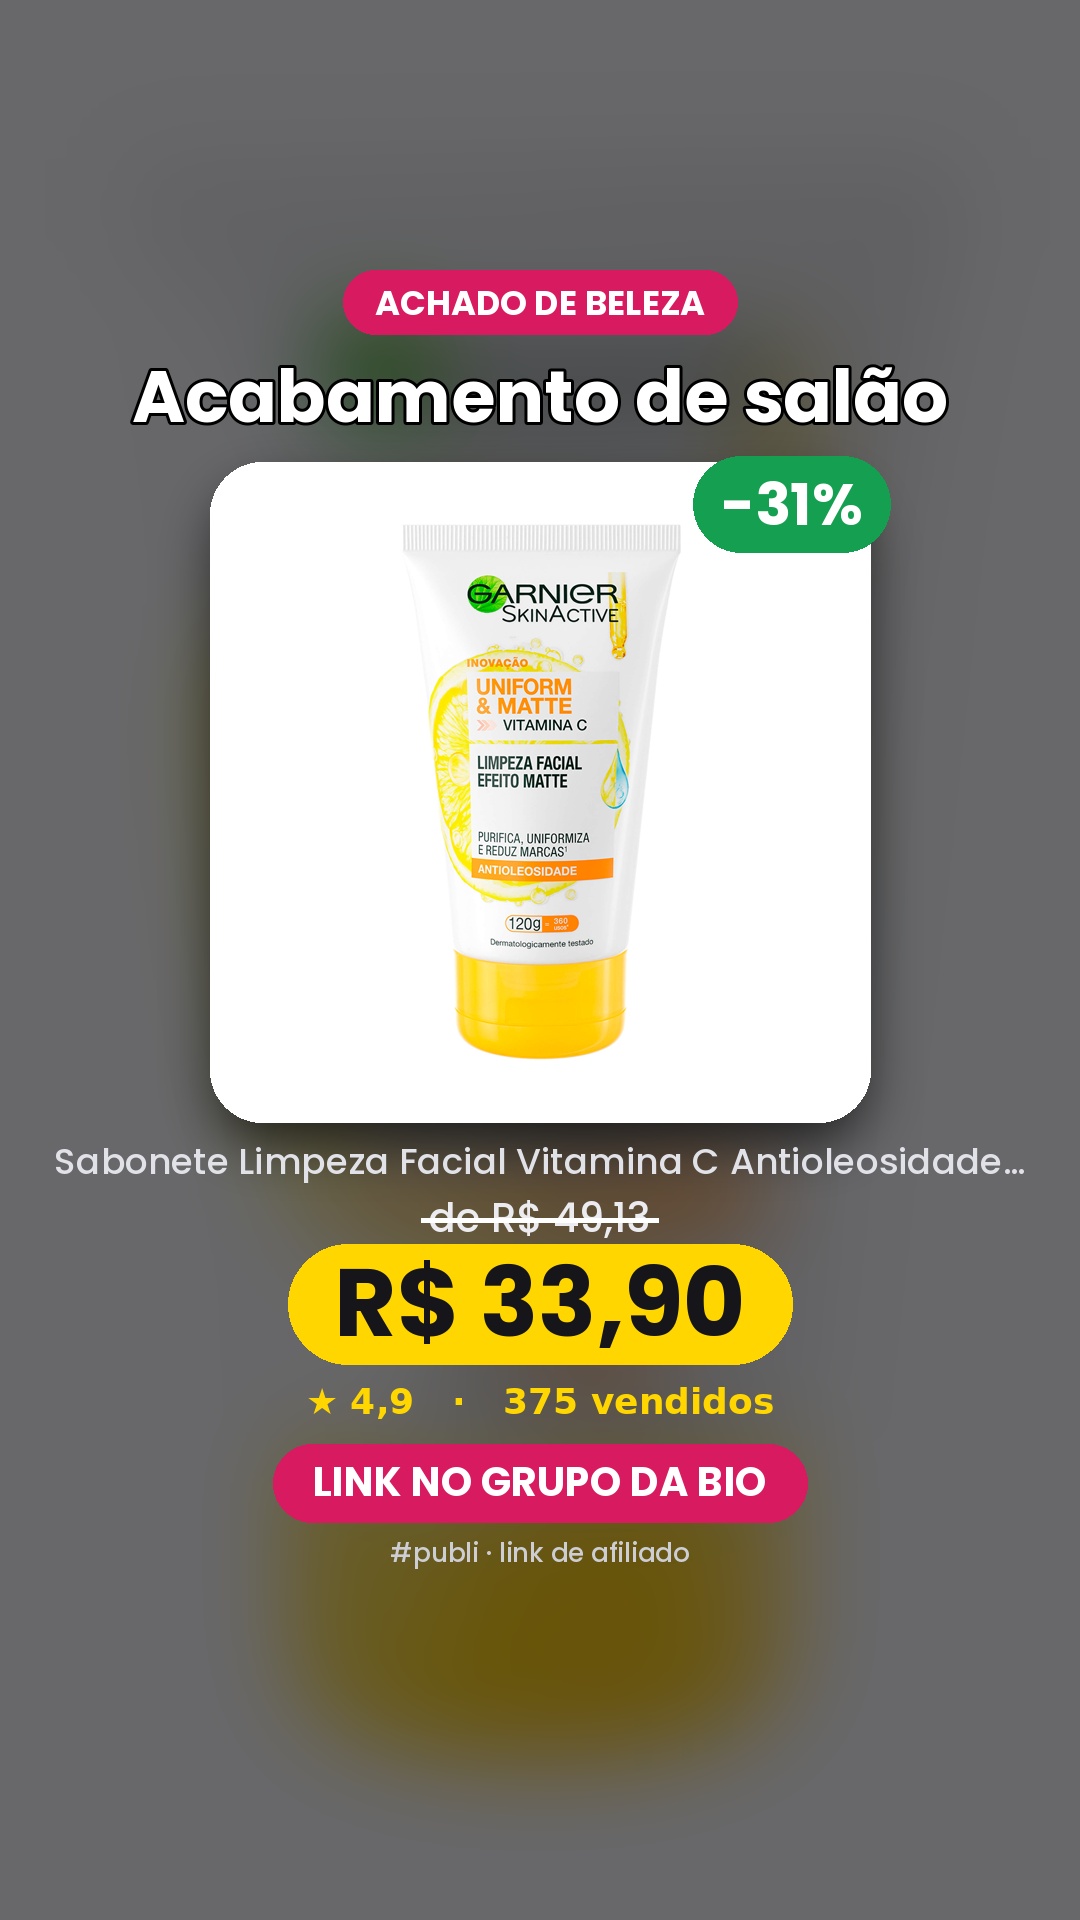 ACHADO DE BELEZA
Acabamento de salão
-31%
GARNIER
SKINACTIVE
INOVAÇÃO
UNIFORM
& MATTE
VITAMINA C
LIMPEZA FACIAL
EFEITO MATTE
PURIFICA, UNIFORMIZA
E REDUZ MARCAS¹
ANTIOLEOSIDADE
120g = 360
usos
Dermatologicamente testado
Sabonete Limpeza Facial Vitamina C Antioleosidade...
de R$ 49,13
R$ 33,90
★ 4,9 · 375 vendidos
LINK NO GRUPO DA BIO
#publi · link de afiliado